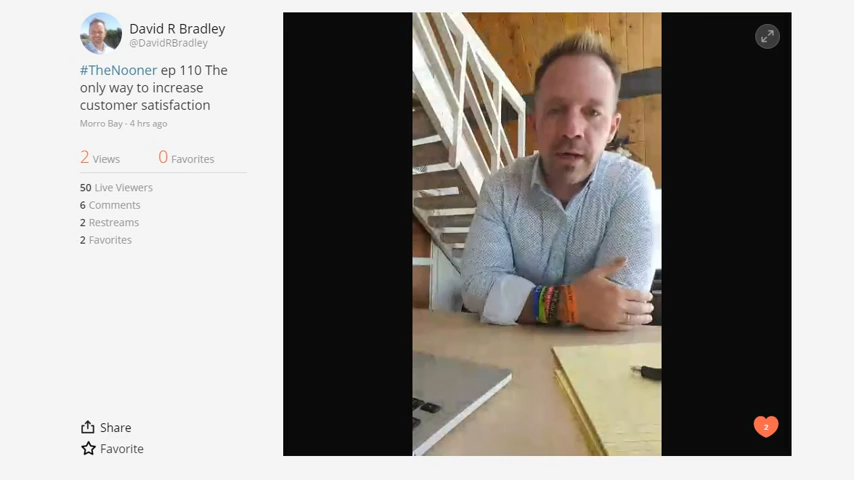 David R Bradley
@DavidRBradley
#TheNooner ep 110 The
only way to increase
customer satisfaction
Morro Bay - 4 hrs ago
2 Views
0 Favorites
50 Live Viewers
6 Comments
2 Restreams
2 Favorites
Share
Favorite
2